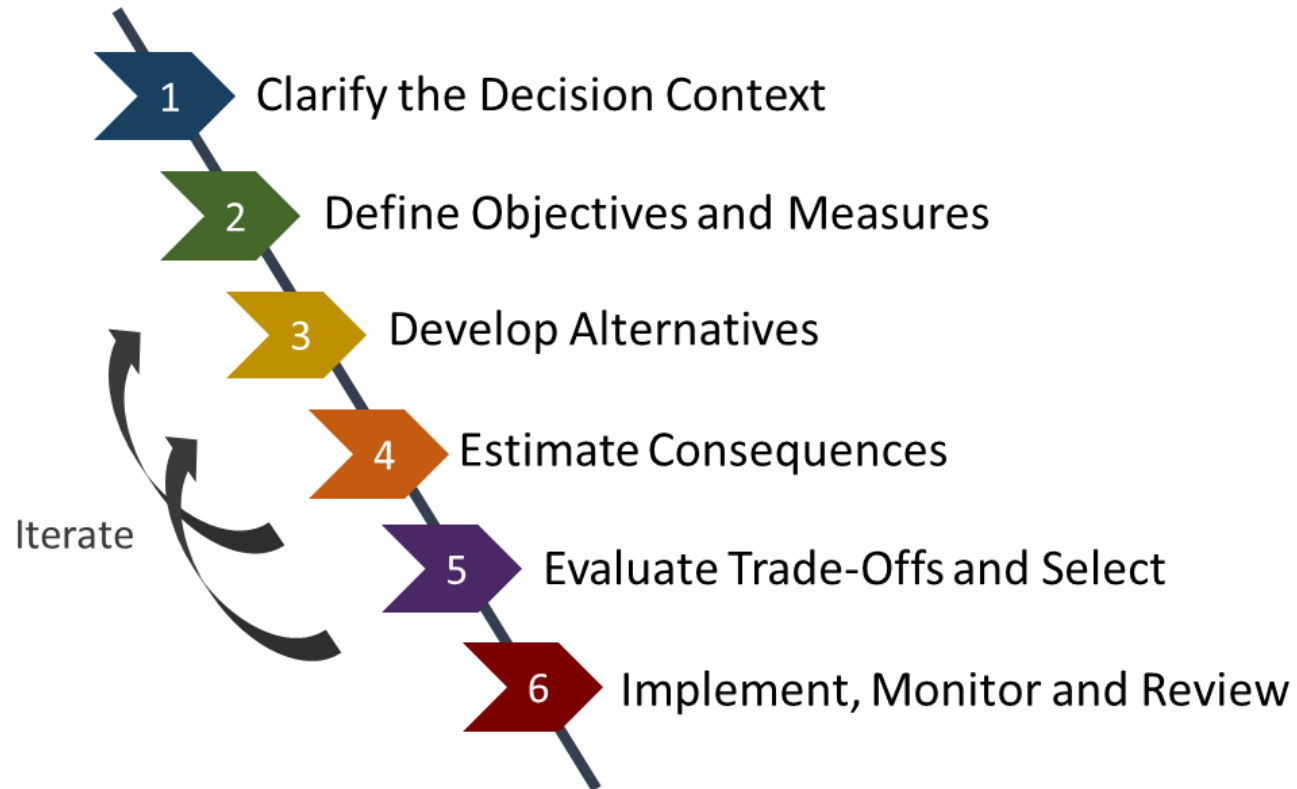 1 Clarify the Decision Context
2 Define Objectives and Measures
3 Develop Alternatives
4 Estimate Consequences
Iterate
5 Evaluate Trade-Offs and Select
6 Implement, Monitor and Review